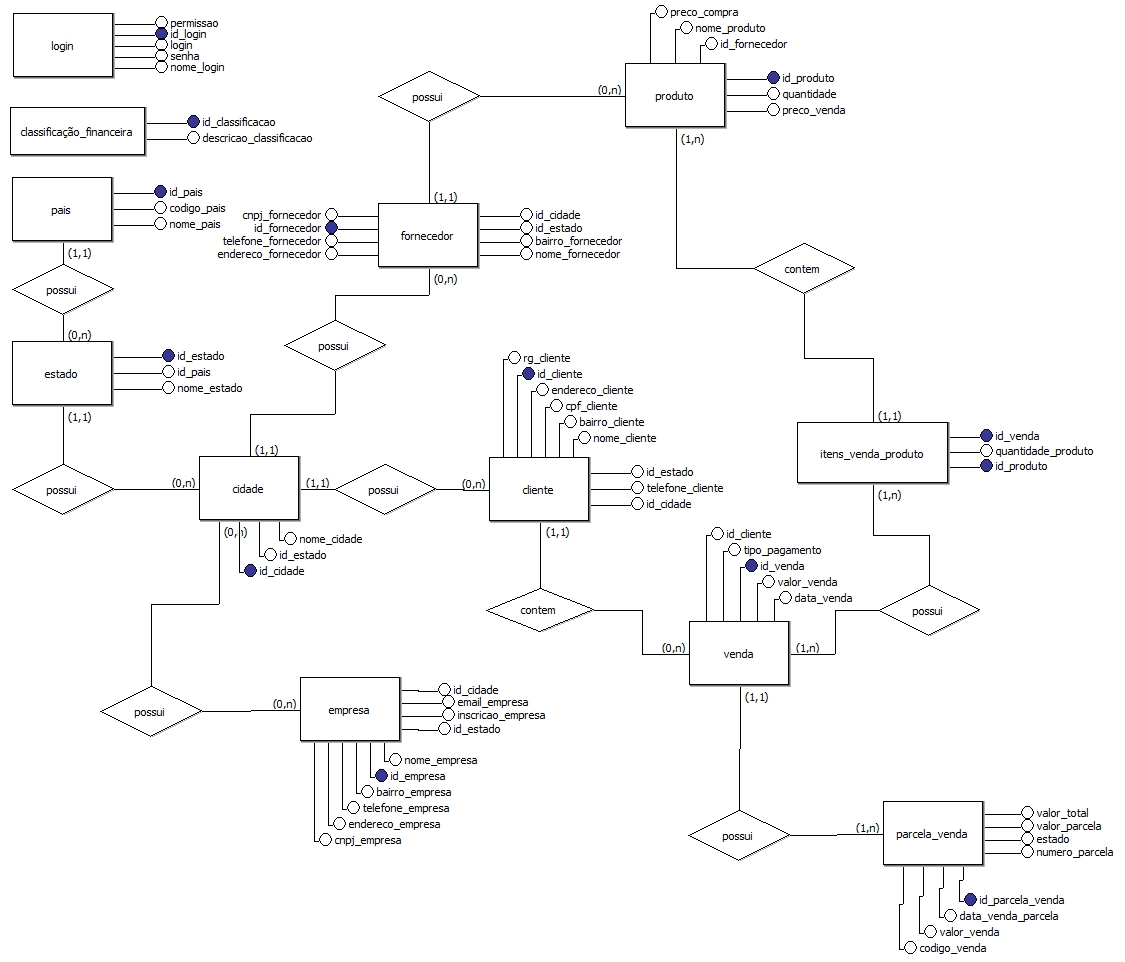 login
permissao
id_login
login
senha
nome_login
classificação_financeira
id_classificacao
descricao_classificacao
pais
id_pais
codigo_pais
nome_pais
(1,1)
possui
(0,n)
estado
id_estado
id_pais
nome_estado
(1,1)
possui
(0,n)
possui
(0,n)
(1,1)
produto
preco_compra
nome_produto
id_fornecedor
id_produto
quantidade
preco_venda
(1,n)
fornecedor
cnpj_fornecedor
id_fornecedor
telefone_fornecedor
endereco_fornecedor
id_cidade
id_estado
bairro_fornecedor
nome_fornecedor
(0,n)
possui
(1,1)
cidade
(1,1)
(0,n)
nome_cidade
id_estado
id_cidade
possui
(0,n)
cliente
rg_cliente
id_cliente
endereco_cliente
cpf_cliente
bairro_cliente
nome_cliente
id_estado
telefone_cliente
id_cidade
(1,1)
contem
(0,n)
contem
(1,1)
itens_venda_produto
id_venda
quantidade_produto
id_produto
(1,n)
possui
(1,n)
venda
id_cliente
tipo_pagamento
id_venda
valor_venda
data_venda
(1,1)
possui
(1,n)
possui
(0,n)
empresa
id_cidade
email_empresa
inscricao_empresa
id_estado
nome_empresa
id_empresa
bairro_empresa
telefone_empresa
endereco_empresa
cnpj_empresa
parcela_venda
valor_total
valor_parcela
estado
numero_parcela
id_parcela_venda
data_venda_parcela
valor_venda
codigo_venda